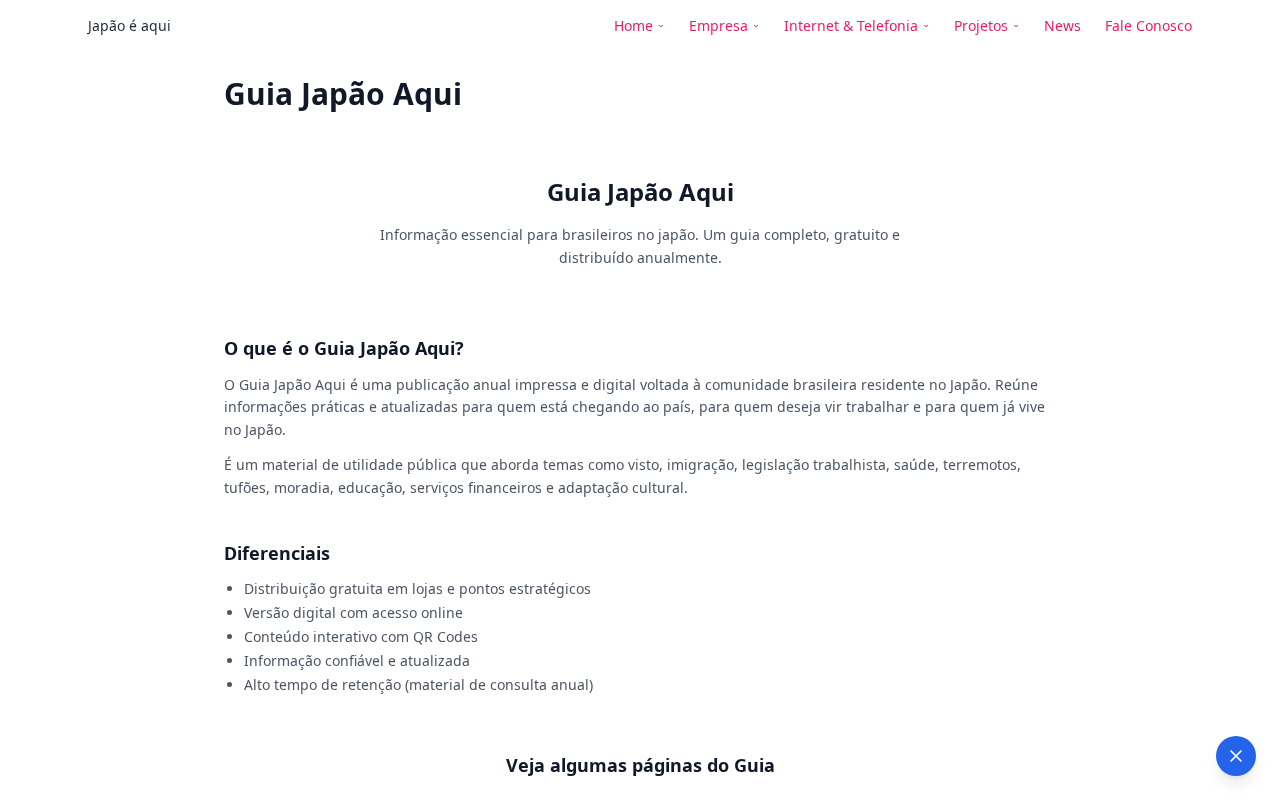 Japão é aqui
Home
Empresa
Internet & Telefonia
Projetos
News
Fale Conosco
Guia Japão Aqui
Guia Japão Aqui
Informação essencial para brasileiros no japão. Um guia completo, gratuito e
distribuído anualmente.
O que é o Guia Japão Aqui?
O Guia Japão Aqui é uma publicação anual impressa e digital voltada à comunidade brasileira residente no Japão. Reúne
informações práticas e atualizadas para quem está chegando ao país, para quem deseja vir trabalhar e para quem já vive
no Japão.
É um material de utilidade pública que aborda temas como visto, imigração, legislação trabalhista, saúde, terremotos,
tufões, moradia, educação, serviços financeiros e adaptação cultural.
Diferenciais
Distribuição gratuita em lojas e pontos estratégicos
Versão digital com acesso online
Conteúdo interativo com QR Codes
Informação confiável e atualizada
Alto tempo de retenção (material de consulta anual)
Veja algumas páginas do Guia